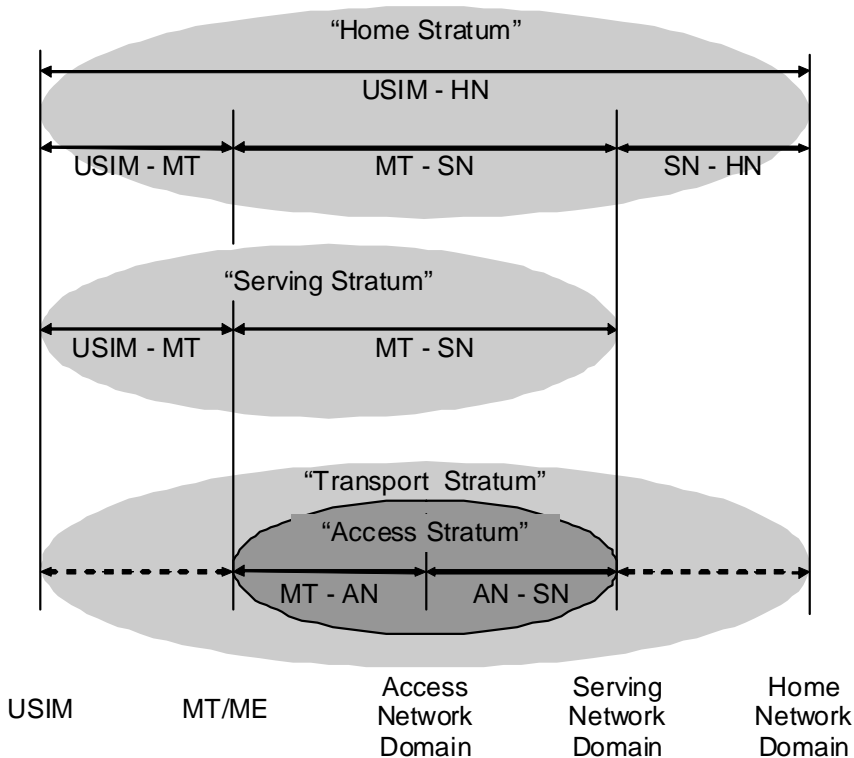 “Home Stratum”
USIM - HN
USIM - MT MT - SN SN - HN
“Serving Stratum”
USIM - MT MT - SN
“Transport Stratum”
“Access Stratum”
MT - AN AN - SN
USIM
MT/ME
Access
Network
Domain
Serving
Network
Domain
Home
Network
Domain